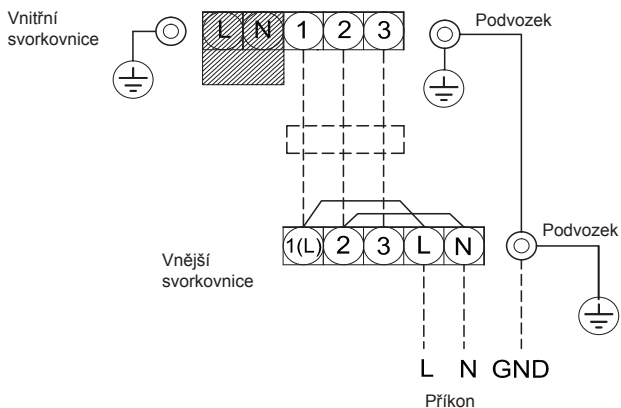 Vnitřní
svorkovnice
L N 1 2 3
Podvozek
Vnější
svorkovnice
1(L) 2 3 L N
Podvozek
L N GND
Příkon